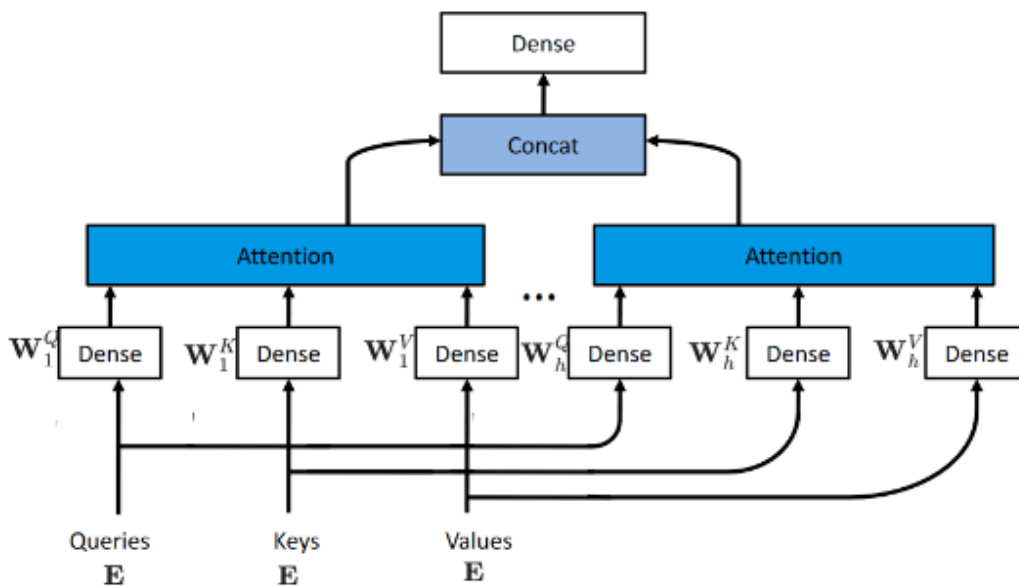 Dense
Concat
Attention
Attention
...
W_1^Q Dense W_1^K Dense W_1^V Dense W_h^Q Dense W_h^K Dense W_h^V Dense
Queries Keys Values
E E E